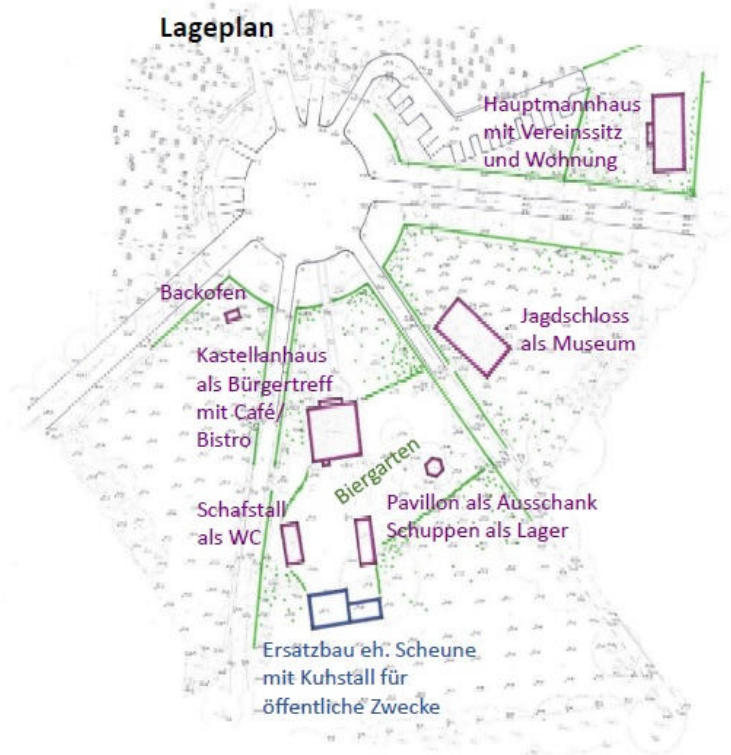 Lageplan
Hauptmannhaus
mit Vereinssitz
und Wohnung
Backofen
Jagdschloss
als Museum
Kastellanhaus
als Bürgertreff
mit Café/
Bistro
Biergarten
Schafstall
als WC
Pavillon als Ausschank
Schuppen als Lager
Ersatzbau eh. Scheune
mit Kuhstall für
öffentliche Zwecke